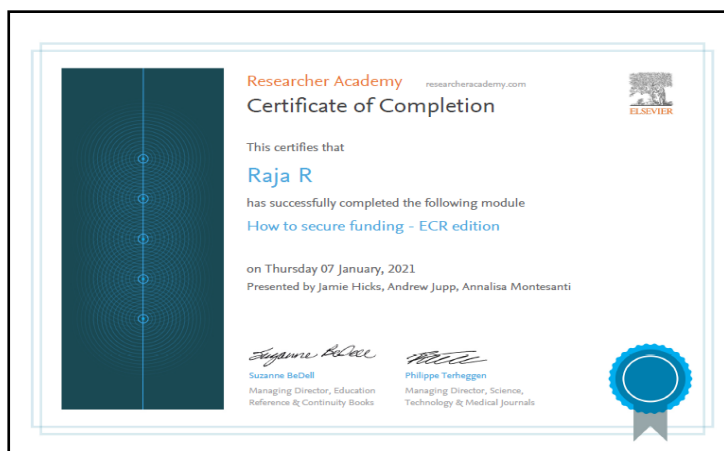 Researcher Academy researcheracademy.com
Certificate of Completion
ELSEVIER
This certifies that
Raja R
has successfully completed the following module
How to secure funding - ECR edition
on Thursday 07 January, 2021
Presented by Jamie Hicks, Andrew Jupp, Annalisa Montesanti
Suzanne BeDell
Suzanne BeDell Philippe Terheggen
Managing Director, Education Managing Director, Science,
Reference & Continuity Books Technology & Medical Journals